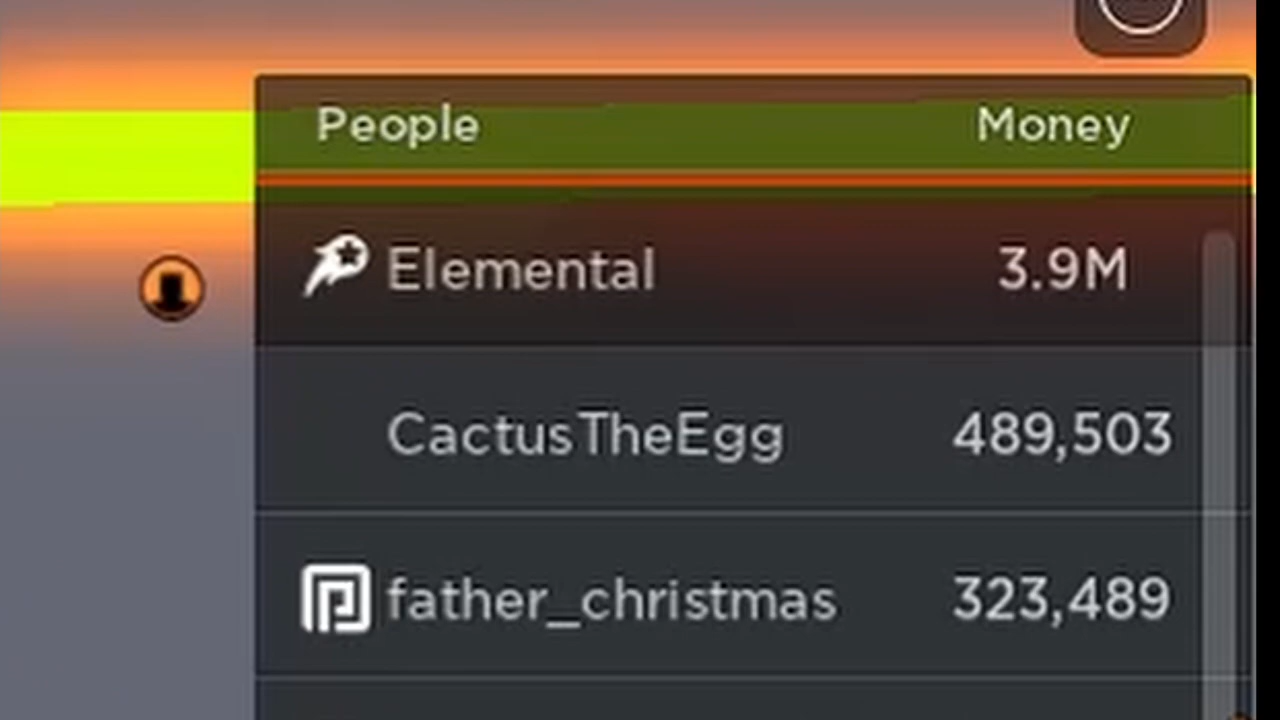 People Money
Elemental 3.9M
CactusTheEgg 489,503
father_christmas 323,489